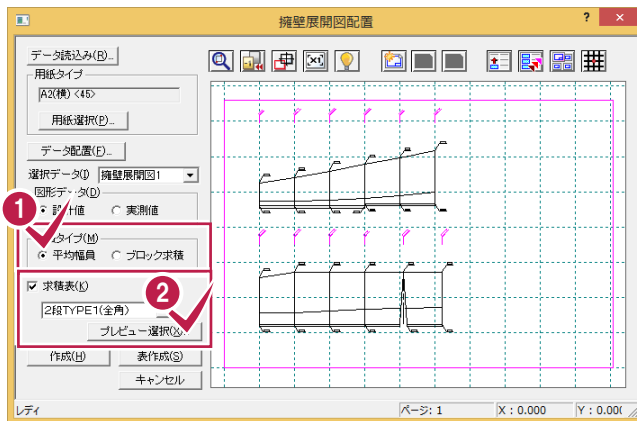 擁壁展開図配置
? ×
データ読込み(R)...
用紙タイプ
A2(横) <45>
用紙選択(P)...
データ配置(F)...
選択データ(I) 擁壁展開図1
図形データ(D)
1
実測値
タイプ(M)
平均幅員 ブロック求積
求積表(K)
2
2段TYPE1(全角)
プレビュー選択(X)...
作成(H) 表作成(S)
キャンセル
レディ ページ: 1 X : 0.000 Y : 0.00